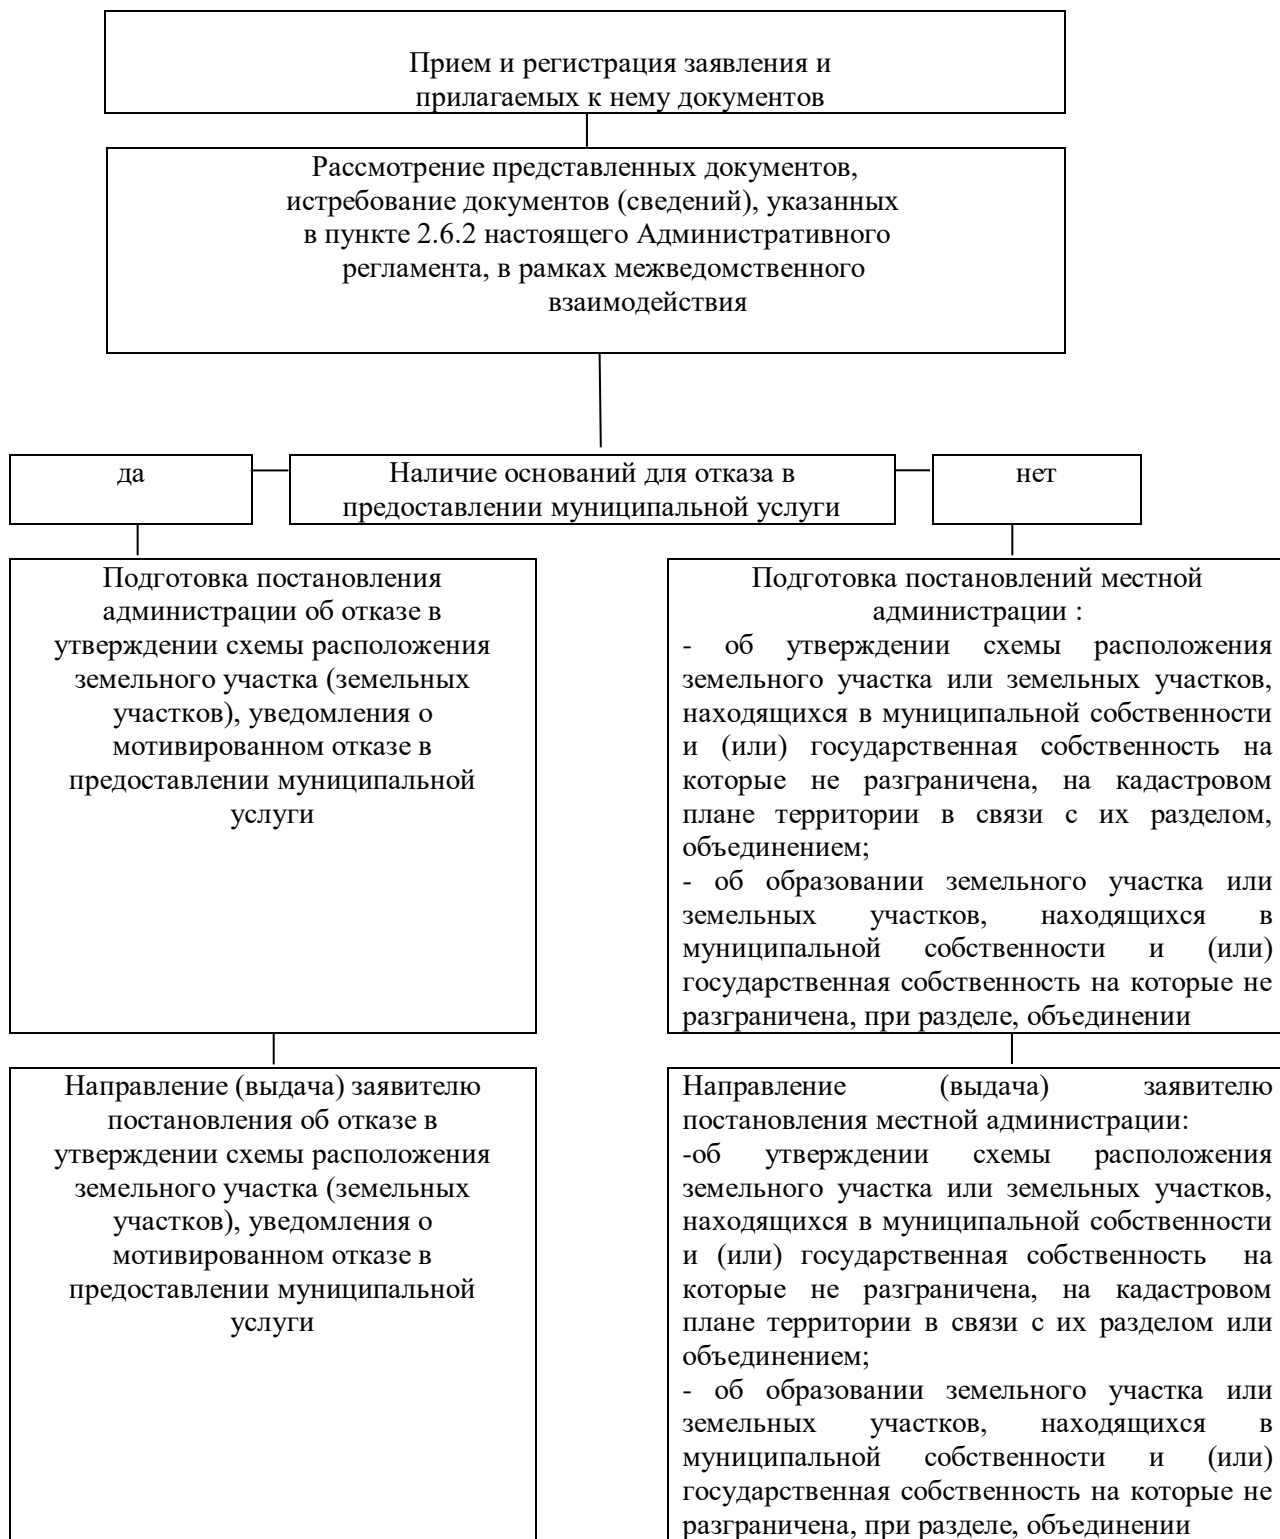 Прием и регистрация заявления и
прилагаемых к нему документов
Рассмотрение представленных документов,
истребование документов (сведений), указанных
в пункте 2.6.2 настоящего Административного
регламента, в рамках межведомственного
взаимодействия
да
Наличие оснований для отказа в
предоставлении муниципальной услуги
нет
Подготовка постановления
администрации об отказе в
утверждении схемы расположения
земельного участка (земельных
участков), уведомления о
мотивированном отказе в
предоставлении муниципальной
услуги
Подготовка постановлений местной
администрации :
- об утверждении схемы расположения
земельного участка или земельных участков,
находящихся в муниципальной собственности
и (или) государственная собственность на
которые не разграничена, на кадастровом
плане территории в связи с их разделом,
объединением;
- об образовании земельного участка или
земельных участков, находящихся в
муниципальной собственности и (или)
государственная собственность на которые не
разграничена, при разделе, объединении
Направление (выдача) заявителю
постановления об отказе в
утверждении схемы расположения
земельного участка (земельных
участков), уведомления о
мотивированном отказе в
предоставлении муниципальной
услуги
Направление (выдача) заявителю
постановления местной администрации:
-об утверждении схемы расположения
земельного участка или земельных участков,
находящихся в муниципальной собственности
и (или) государственная собственность на
которые не разграничена, на кадастровом
плане территории в связи с их разделом или
объединением;
- об образовании земельного участка или
земельных участков, находящихся в
муниципальной собственности и (или)
государственная собственность на которые не
разграничена, при разделе, объединении